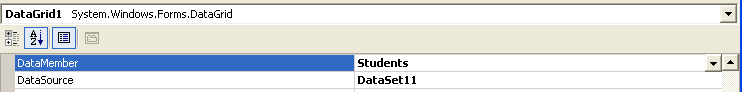 DataGrid1 System.Windows.Forms.DataGrid
DataMember Students
DataSource DataSet11